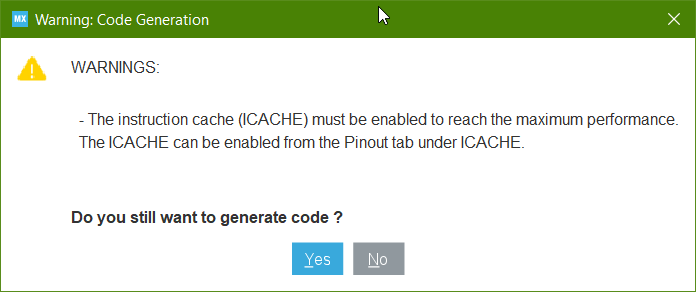 MX Warning: Code Generation
WARNINGS:
- The instruction cache (ICACHE) must be enabled to reach the maximum performance.
The ICACHE can be enabled from the Pinout tab under ICACHE.
Do you still want to generate code ?
Yes No